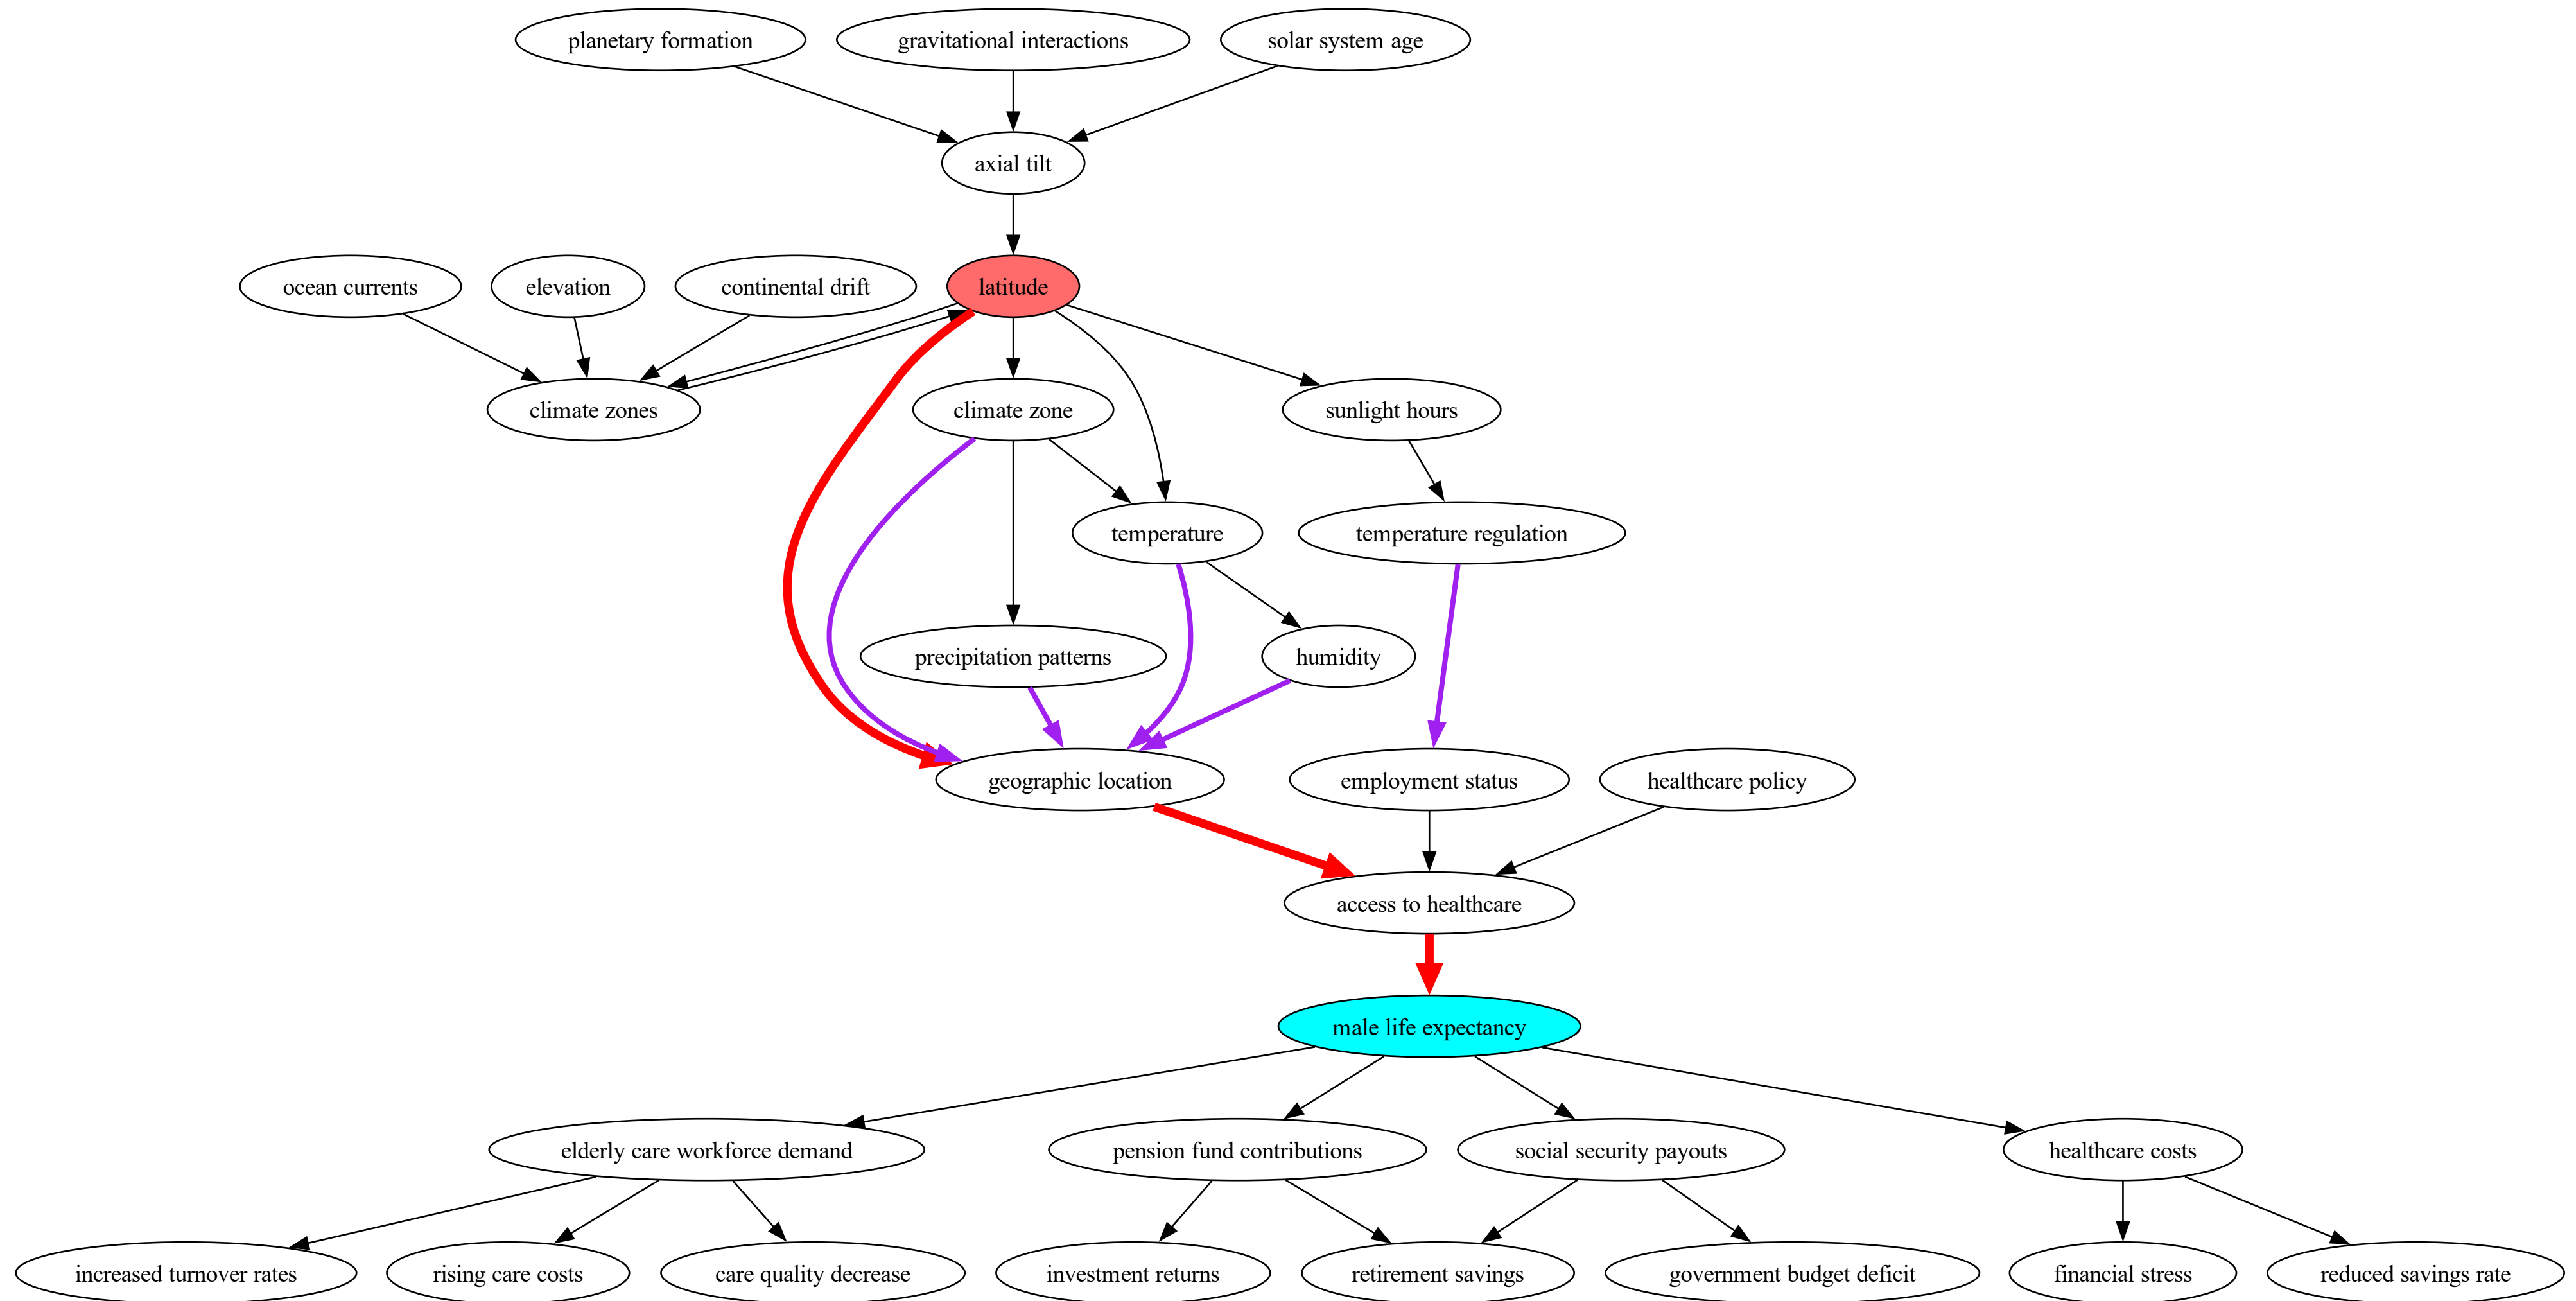 planetary formation
gravitational interactions
solar system age
axial tilt
ocean currents
elevation
continental drift
latitude
climate zones
climate zone
sunlight hours
temperature
temperature regulation
precipitation patterns
humidity
geographic location
employment status
healthcare policy
access to healthcare
male life expectancy
elderly care workforce demand
pension fund contributions
social security payouts
healthcare costs
increased turnover rates
rising care costs
care quality decrease
investment returns
retirement savings
government budget deficit
financial stress
reduced savings rate